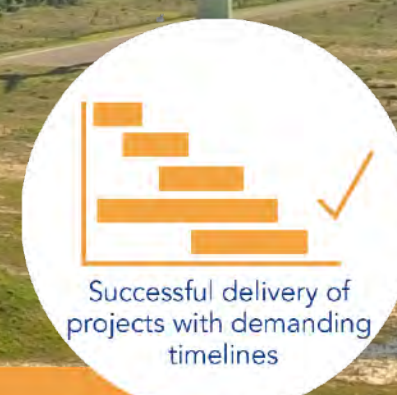 Successful delivery of
projects with demanding
timelines